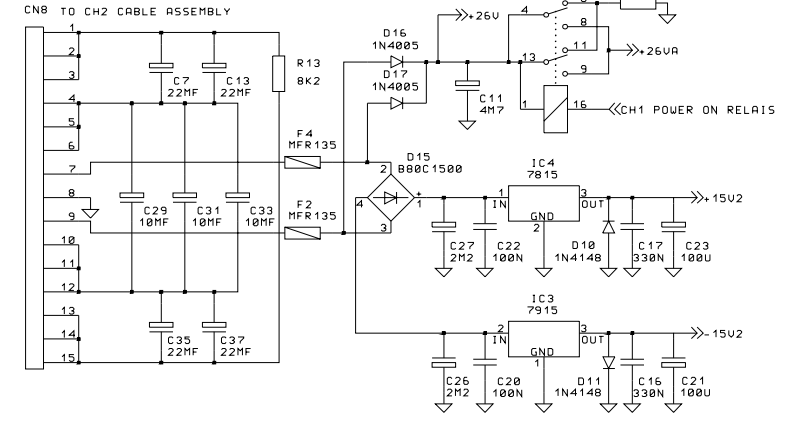 CN8 TO CH2 CABLE ASSEMBLY
1
2
3
4
5
6
7
8
9
10
11
12
13
14
15
C7
22MF
C13
22MF
R13
8K2
C29
10MF
C31
10MF
C33
10MF
C35
22MF
C37
22MF
F4
MFR135
F2
MFR135
D16
1N4005
D17
1N4005
+26V
C11
4M7
4
8
11
13
9
+26VA
1
16
CH1 POWER ON RELAIS
D15
B80C1500
2
4
+
1
3
IC4
7815
1
IN
GND
2
3
OUT
+15V2
C27
2M2
C22
100N
D10
1N4148
C17
330N
C23
100U
IC3
7915
2
IN
GND
1
3
OUT
-15V2
C26
2M2
C20
100N
D11
1N4148
C16
330N
C21
100U